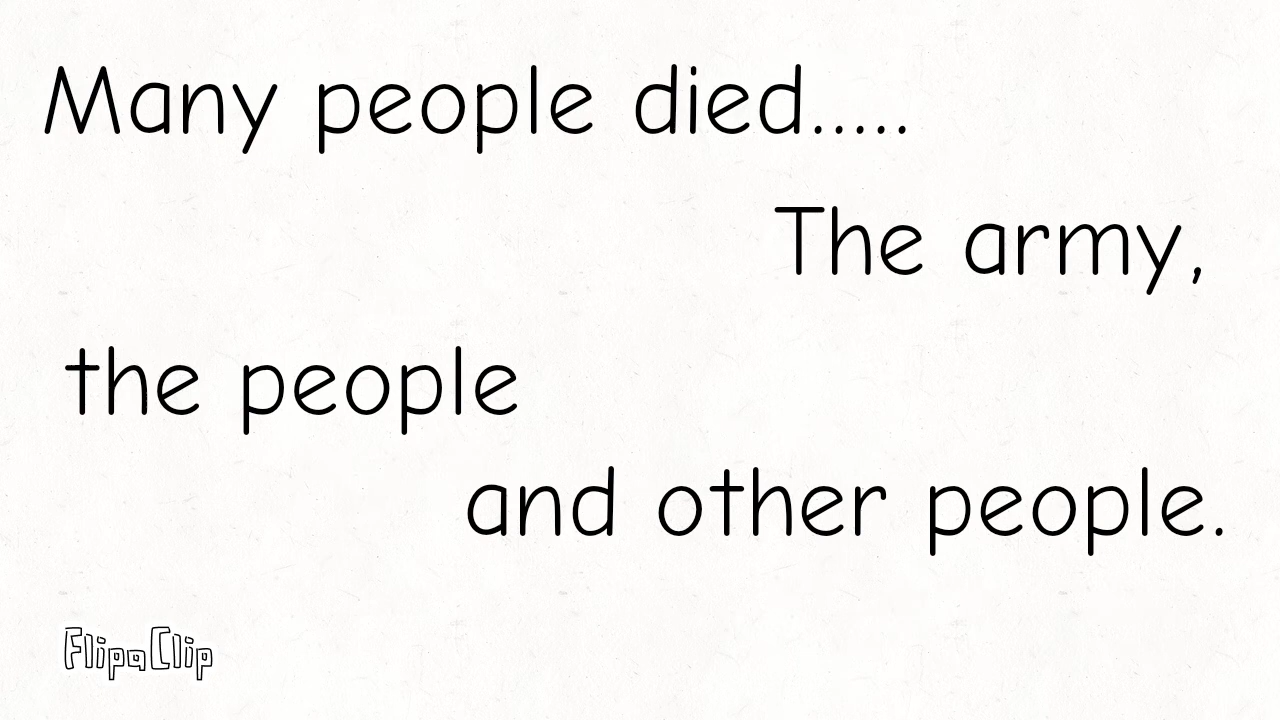 Many people died.....
The army,
the people
and other people.
FlipaClip